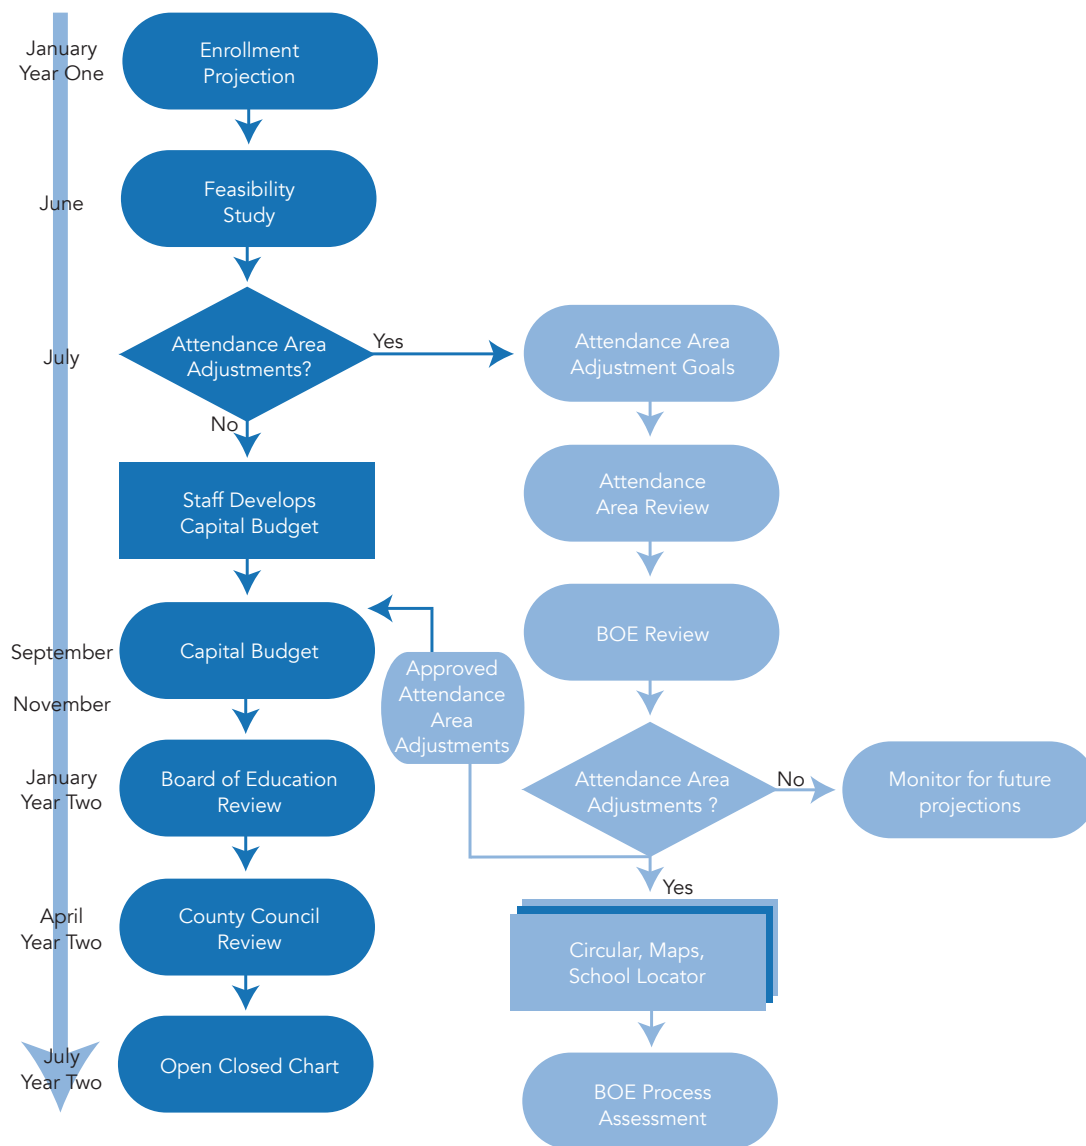 January
Year One
Enrollment
Projection
June
Feasibility
Study
July
Attendance Area
Adjustments?
Yes
Attendance Area
Adjustment Goals
No
Staff Develops
Capital Budget
Attendance
Area Review
September
Capital Budget
BOE Review
November
Approved
Attendance
Area
Adjustments
January
Year Two
Board of Education
Review
Attendance Area
Adjustments ?
No
Monitor for future
projections
Yes
April
Year Two
County Council
Review
Circular, Maps,
School Locator
July
Year Two
Open Closed Chart
BOE Process
Assessment